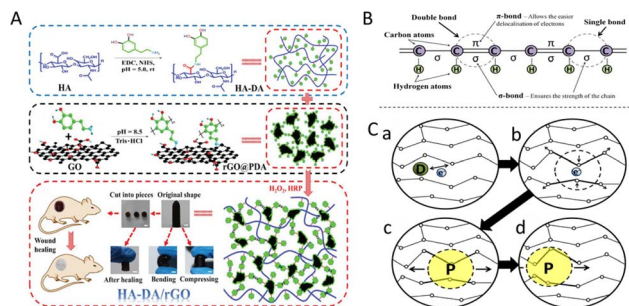 A
HA
EDC, NHS,
pH = 5.0, rt
HA-DA
+
GO
pH = 8.5
Tris-HCl
rGO@PDA
H₂O₂, HRP
Cut into pieces
Original shape
Wound
healing
After healing
Bending
Compressing
HA-DA/rGO
B
Double bond
π-bond – Allows the easier
delocalisation of electrons
Single bond
Carbon atoms
π π π
C C C C C C
σ σ σ σ σ
H H H H H H
Hydrogen atoms
σ-bond – Ensures the strength of the chain
C
a
D
e
b
e
c
P
d
P